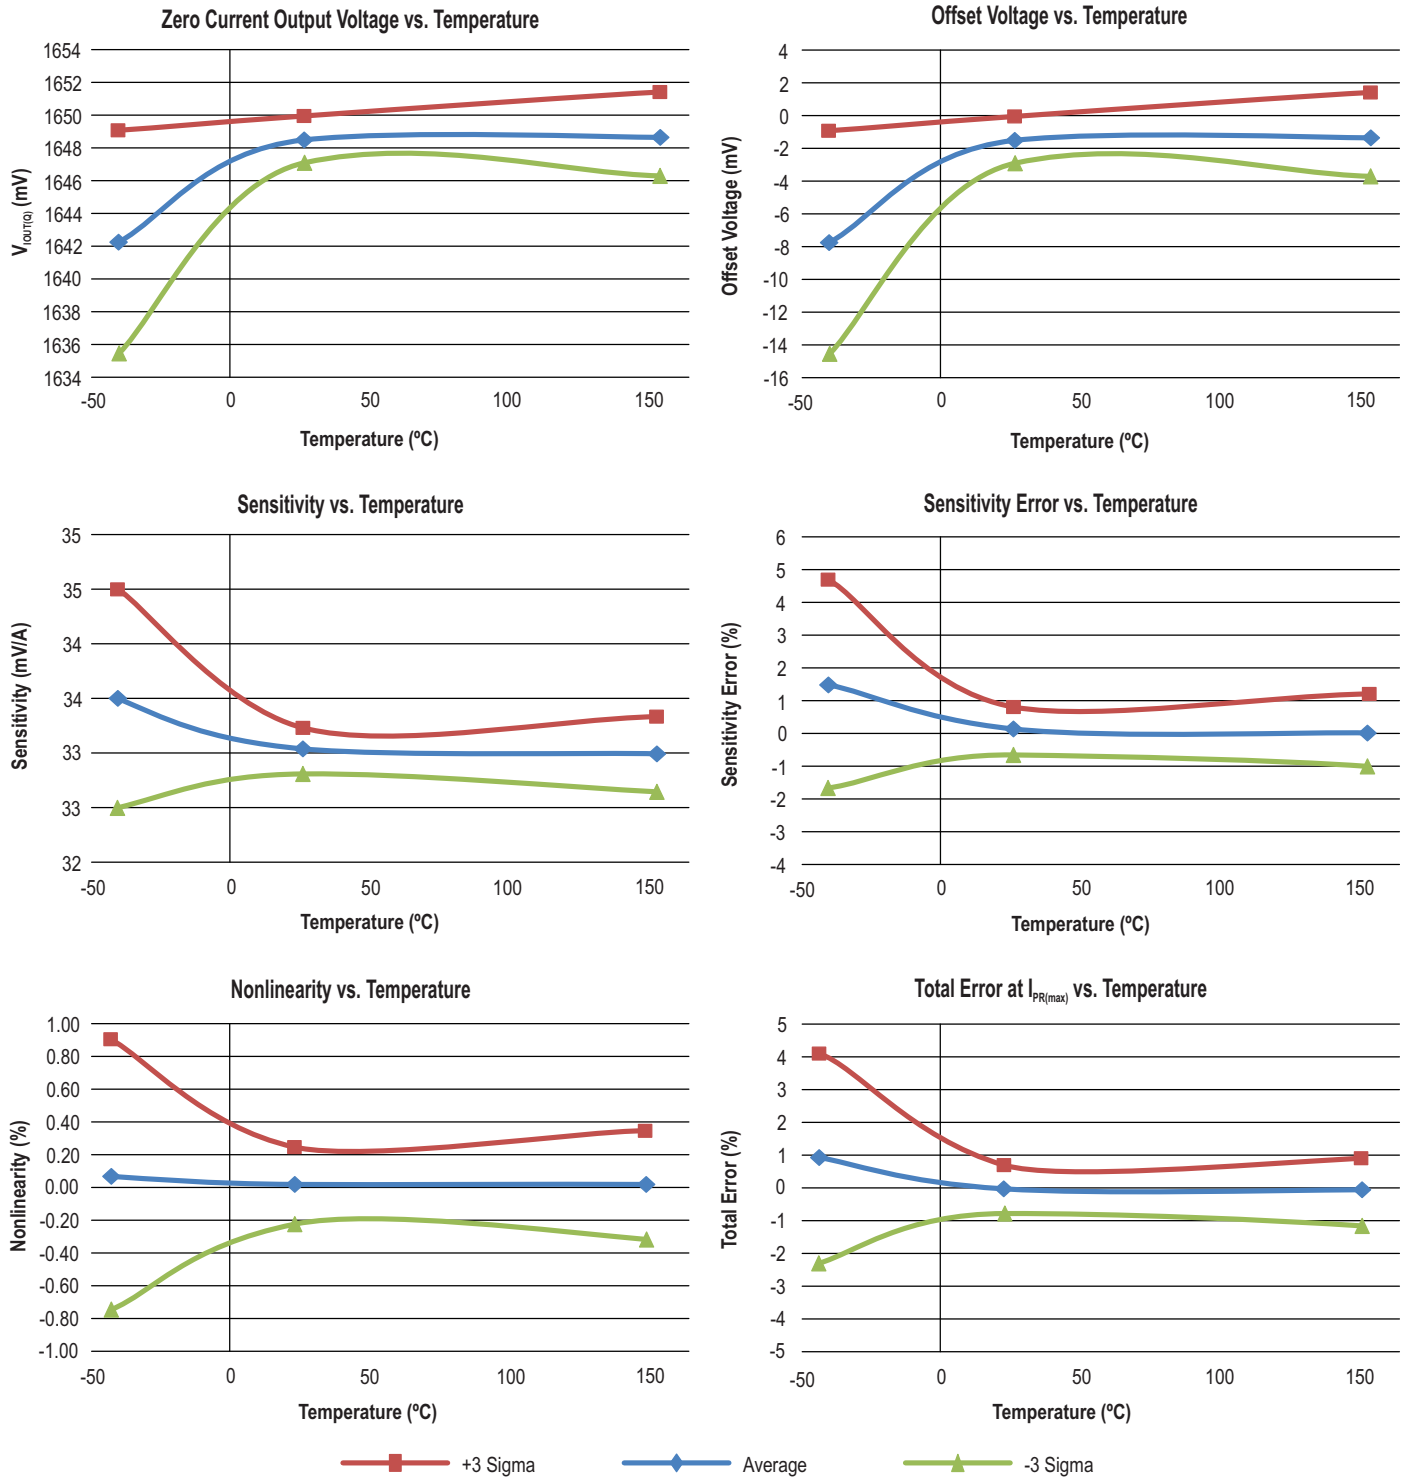 Zero Current Output Voltage vs. Temperature
1654
1652
1650
1648
1646
1644
1642
1640
1638
1636
1634
-50 0 50 100 150
V IOUT(Q) (mV)
Temperature (ºC)
Offset Voltage vs. Temperature
4
2
0
-2
-4
-6
-8
-10
-12
-14
-16
-50 0 50 100 150
Offset Voltage (mV)
Temperature (ºC)
Sensitivity vs. Temperature
35
35
34
34
33
33
32
-50 0 50 100 150
Sensitivity (mV/A)
Temperature (ºC)
Sensitivity Error vs. Temperature
6
5
4
3
2
1
0
-1
-2
-3
-4
-50 0 50 100 150
Sensitivity Error (%)
Temperature (ºC)
Nonlinearity vs. Temperature
1.00
0.80
0.60
0.40
0.20
0.00
-0.20
-0.40
-0.60
-0.80
-1.00
-50 0 50 100 150
Nonlinearity (%)
Temperature (ºC)
Total Error at IPR(max) vs. Temperature
5
4
3
2
1
0
-1
-2
-3
-4
-5
-50 0 50 100 150
Total Error (%)
Temperature (ºC)
+3 Sigma Average -3 Sigma